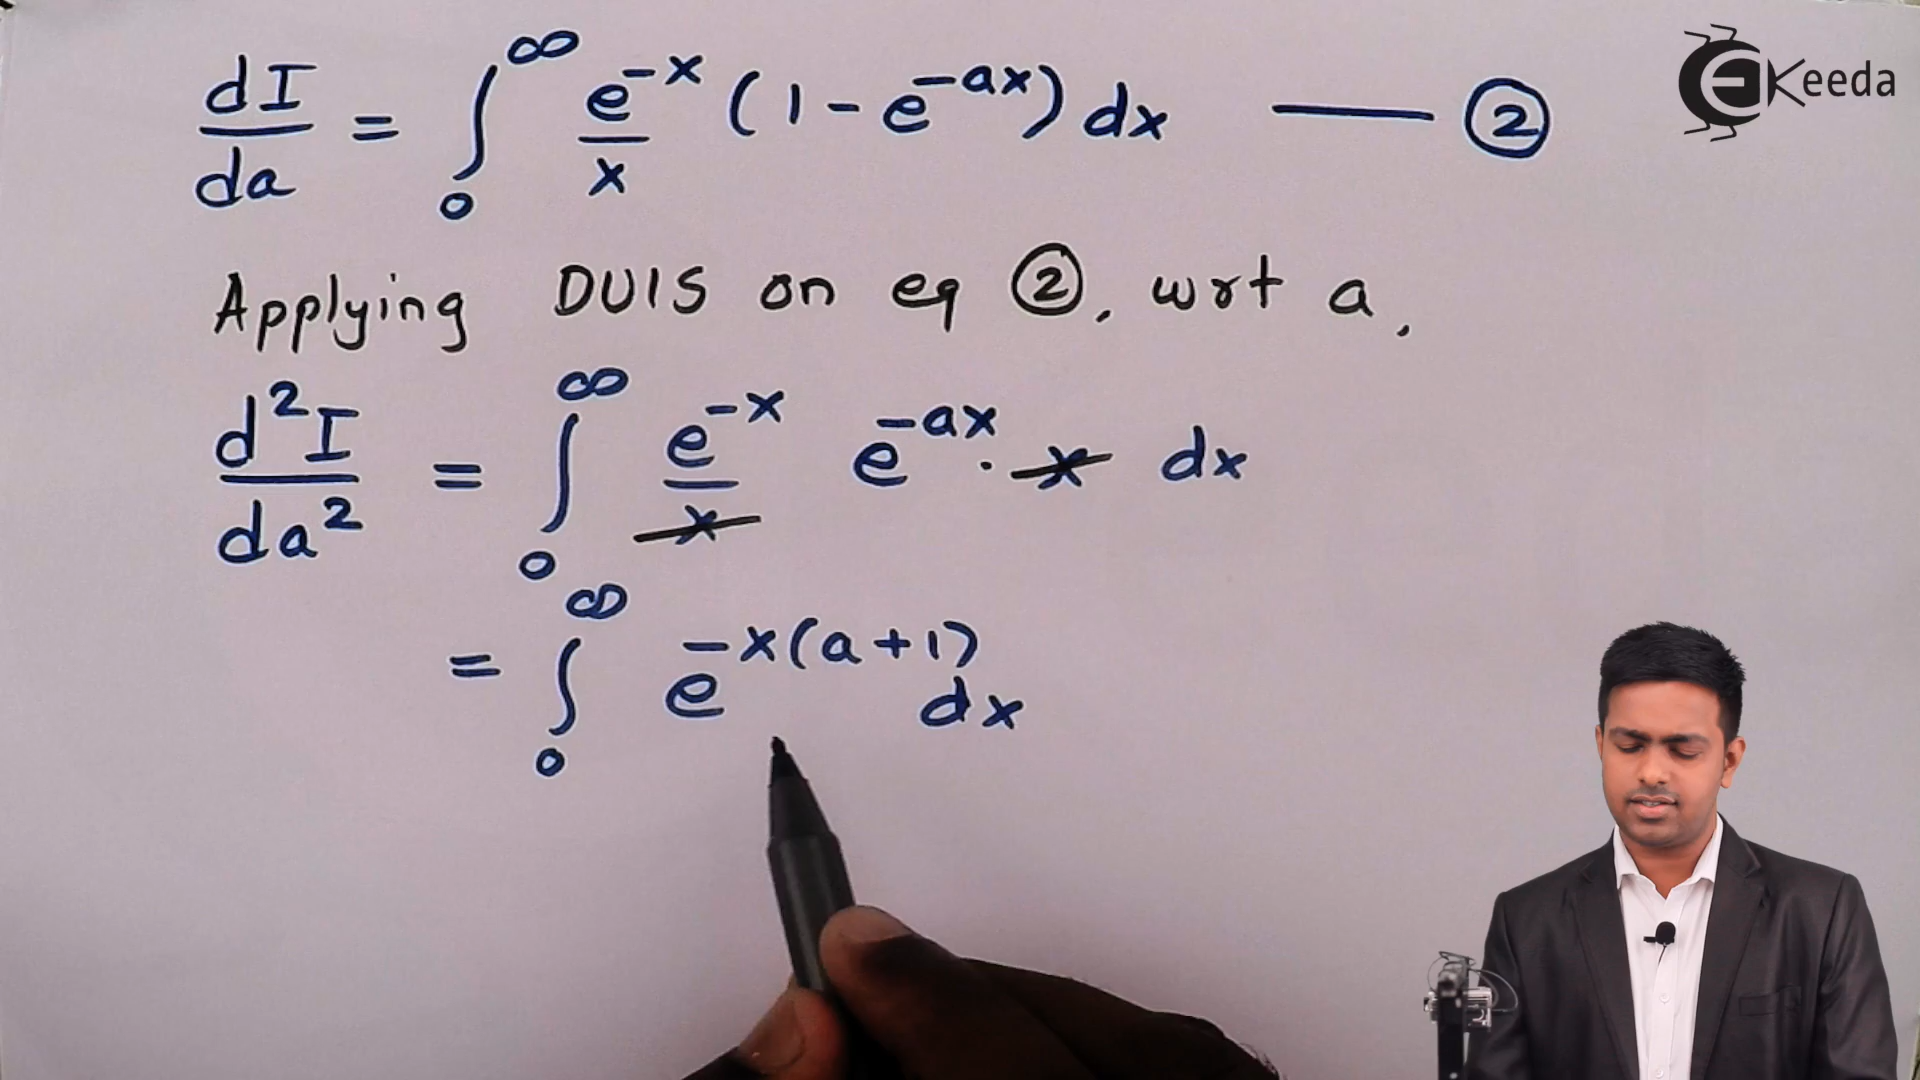 eKeeda
dI/da = ∫₀^∞ e^-x/x (1 - e^-ax) dx —— ②
Applying DUIS on eq ②, wrt a,
d²I/da² = ∫₀^∞ e^-x/x e^-ax · x dx
= ∫₀^∞ e^-x(a+1) dx